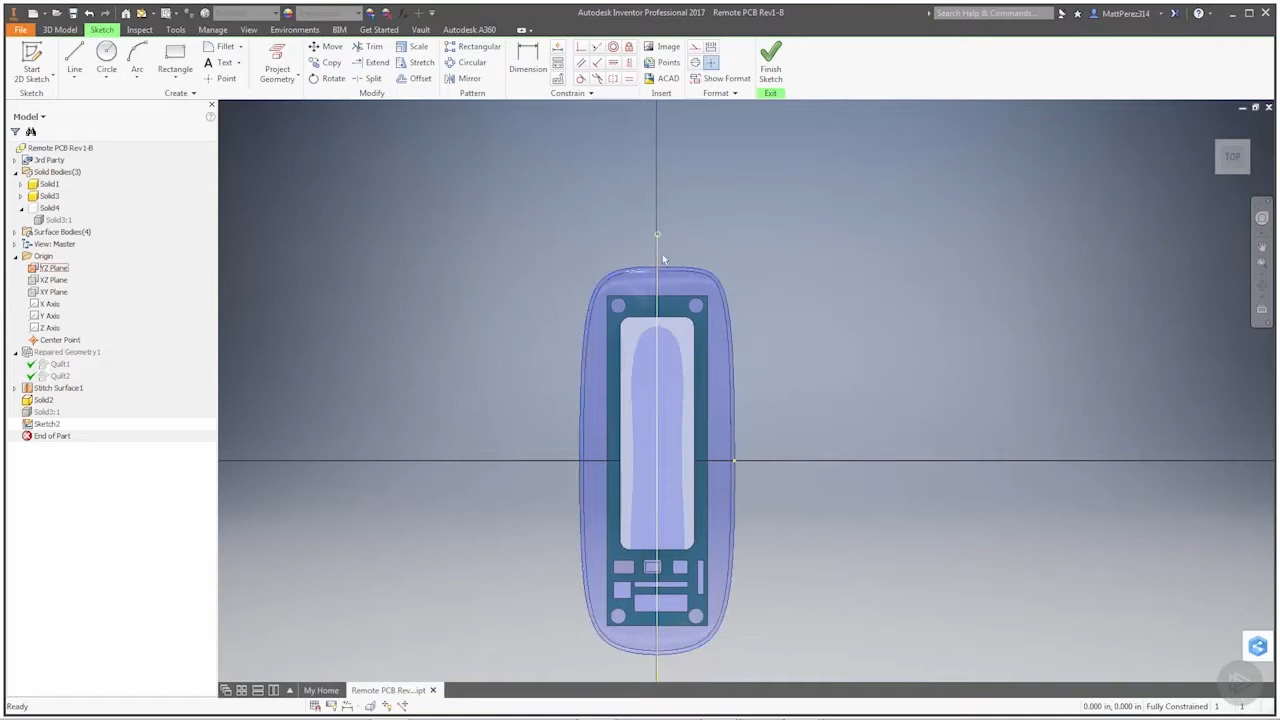 Autodesk Inventor Professional 2017 Remote PCB Rev1-B
Search Help & Commands...
MattPerez314
File 3D Model Sketch Inspect Tools Manage View Environments BIM Get Started Vault Autodesk A360
Start 2D Sketch
Line
Circle
Arc
Rectangle
Fillet
Text
Point
Project Geometry
Move
Copy
Rotate
Trim
Extend
Split
Scale
Stretch
Offset
Rectangular
Circular
Mirror
Dimension
Image
Points
ACAD
Show Format
Finish Sketch
Sketch Create Modify Pattern Constrain Insert Format Exit
Model
Remote PCB Rev1-B
3rd Party
Solid Bodies(3)
Solid1
Solid3
Solid4
Solid3:1
Surface Bodies(4)
View: Master
Origin
YZ Plane
XZ Plane
XY Plane
X Axis
Y Axis
Z Axis
Center Point
Repaired Geometry1
Quilt1
Quilt2
Stitch Surface1
Solid2
Solid3:1
Sketch2
End of Part
TOP
My Home Remote PCB Rev...ipt
Ready 0.000 in, 0.000 in Fully Constrained 1 1